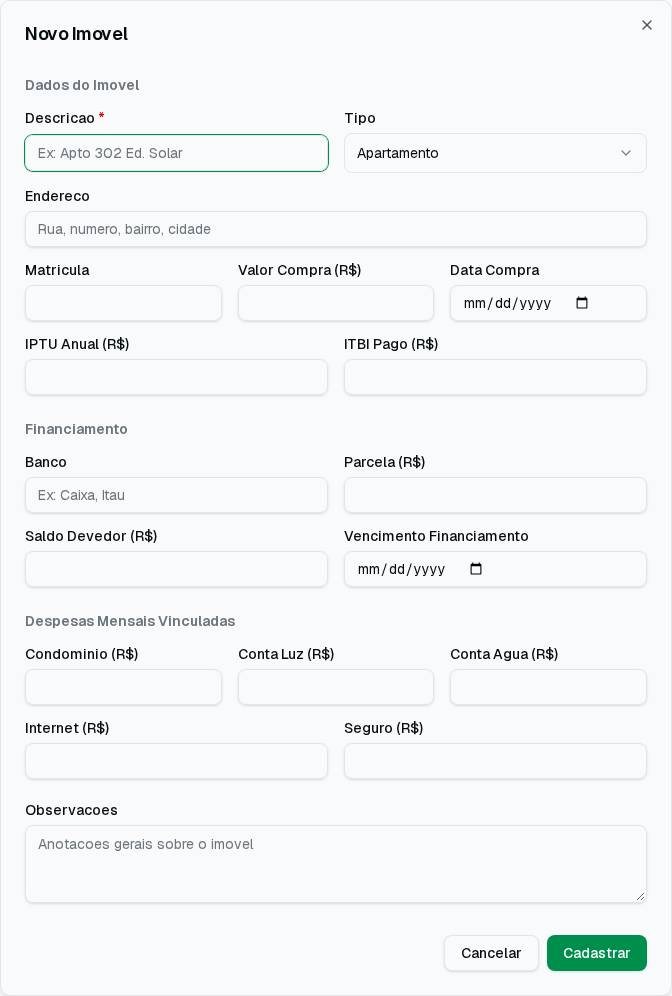 Novo Imovel
Dados do Imovel
Descricao * Tipo
Ex: Apto 302 Ed. Solar Apartamento
Endereco
Rua, numero, bairro, cidade
Matricula Valor Compra (R$) Data Compra
mm/dd/yyyy
IPTU Anual (R$) ITBI Pago (R$)
Financiamento
Banco Parcela (R$)
Ex: Caixa, Itau
Saldo Devedor (R$) Vencimento Financiamento
mm/dd/yyyy
Despesas Mensais Vinculadas
Condominio (R$) Conta Luz (R$) Conta Agua (R$)
Internet (R$) Seguro (R$)
Observacoes
Anotacoes gerais sobre o imovel
Cancelar Cadastrar